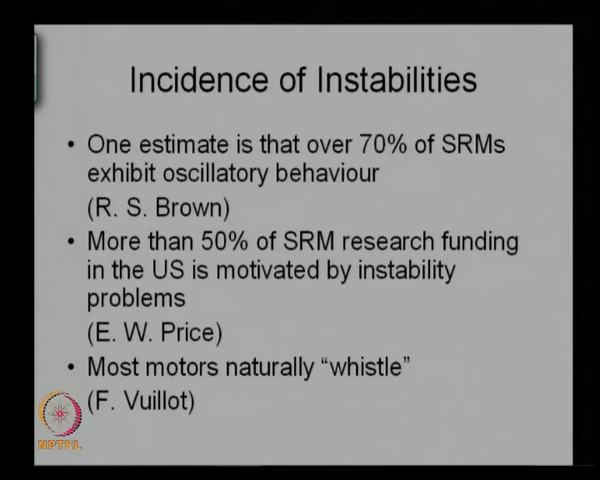 Incidence of Instabilities
• One estimate is that over 70% of SRMs
exhibit oscillatory behaviour
(R. S. Brown)
• More than 50% of SRM research funding
in the US is motivated by instability
problems
(E. W. Price)
• Most motors naturally “whistle”
(F. Vuillot)
NPTEL